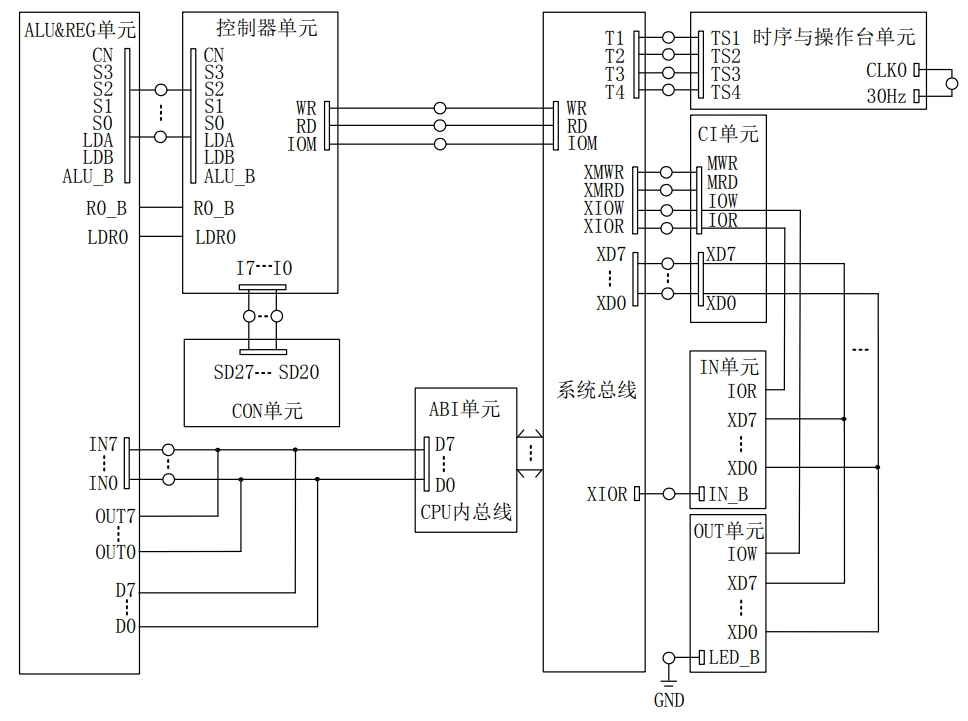 ALU&REG单元
CN
S3
S2
S1
S0
LDA
LDB
ALU_B
R0_B
LDR0
IN7
IN0
OUT7
OUT0
D7
D0
控制器单元
CN
S3
S2
S1
S0
LDA
LDB
ALU_B
R0_B
LDR0
WR
RD
IOM
I7 I0
SD27 SD20
CON单元
ABI单元
D7
D0
CPU内总线
WR
RD
IOM
T1
T2
T3
T4
XMWR
XMRD
XIOW
XIOR
XD7
XD0
系统总线
XIOR
TS1
TS2
TS3
TS4
时序与操作台单元
CLK0
30Hz
CI单元
MWR
MRD
IOW
IOR
XD7
XD0
IN单元
IOR
XD7
XD0
IN_B
OUT单元
IOW
XD7
XD0
LED_B
GND